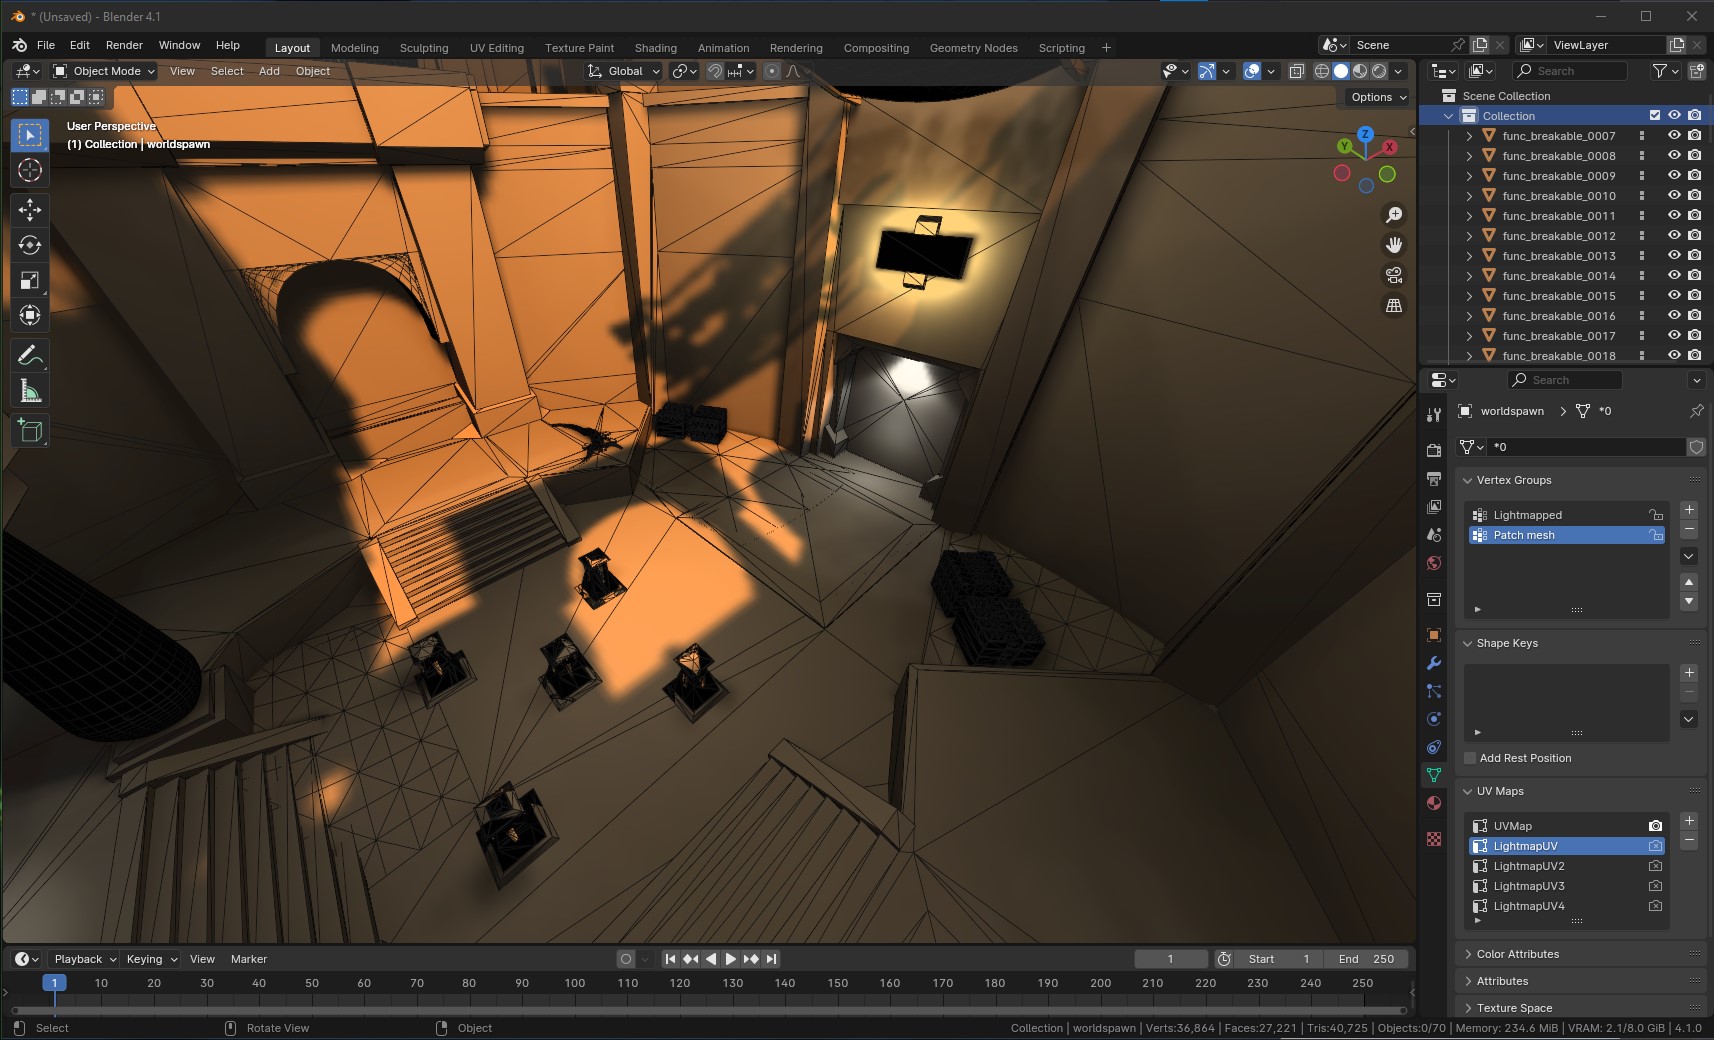 * (Unsaved) - Blender 4.1
File Edit Render Window Help Layout Modeling Sculpting UV Editing Texture Paint Shading Animation Rendering Compositing Geometry Nodes Scripting + Scene ViewLayer
Object Mode View Select Add Object Global Search
Options
User Perspective
(1) Collection | worldspawn
Z
Y
X
Scene Collection
Collection
func_breakable_0007
func_breakable_0008
func_breakable_0009
func_breakable_0010
func_breakable_0011
func_breakable_0012
func_breakable_0013
func_breakable_0014
func_breakable_0015
func_breakable_0016
func_breakable_0017
func_breakable_0018
Search
worldspawn > *0
*0
Vertex Groups
Lightmapped
Patch mesh
Shape Keys
Add Rest Position
UV Maps
UVMap
LightmapUV
LightmapUV2
LightmapUV3
LightmapUV4
Color Attributes
Attributes
Texture Space
Playback Keying View Marker 1 Start 1 End 250
1 10 20 30 40 50 60 70 80 90 100 110 120 130 140 150 160 170 180 190 200 210 220 230 240 250
Select Rotate View Object Collection | worldspawn | Verts:36,864 | Faces:27,221 | Tris:40,725 | Objects:0/70 | Memory: 234.6 MiB | VRAM: 2.1/8.0 GiB | 4.1.0